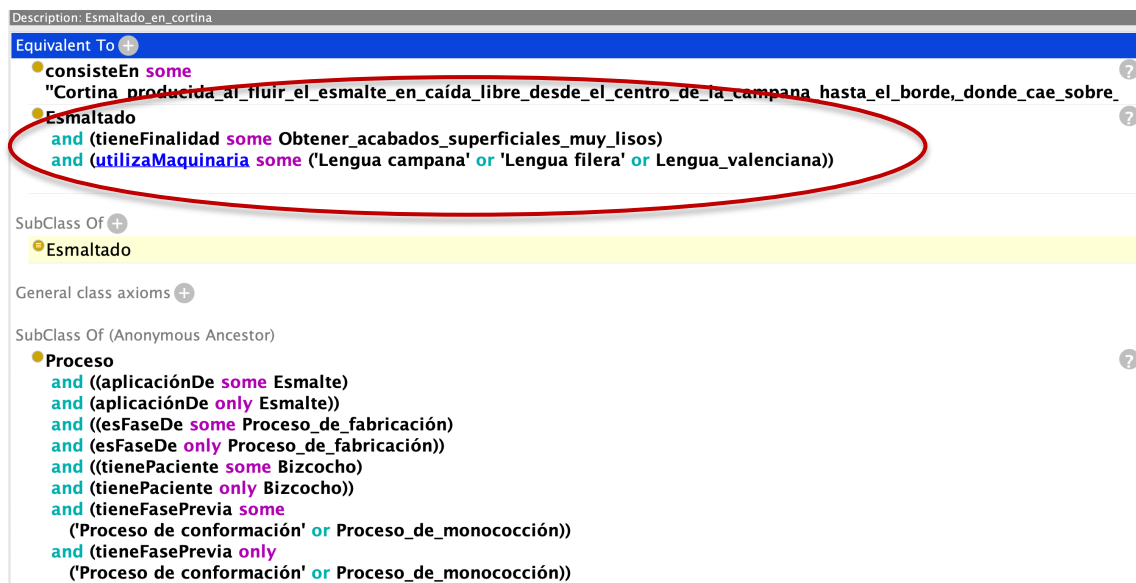 Description: Esmaltado_en_cortina
Equivalent To
consisteEn some
"Cortina_producida_al_fluir_el_esmalte_en_caída_libre_desde_el_centro_de_la_campana_hasta_el_borde,_donde_cae_sobre_
Esmaltado
and (tieneFinalidad some Obtener_acabados_superficiales_muy_lisos)
and (utilizaMaquinaria some ('Lengua campana' or 'Lengua filera' or Lengua_valenciana))
SubClass Of
Esmaltado
General class axioms
SubClass Of (Anonymous Ancestor)
Proceso
and ((aplicaciónDe some Esmalte)
and (aplicaciónDe only Esmalte))
and ((esFaseDe some Proceso_de_fabricación)
and (esFaseDe only Proceso_de_fabricación))
and ((tienePaciente some Bizcocho)
and (tienePaciente only Bizcocho))
and (tieneFasePrevia some
('Proceso de conformación' or Proceso_de_monococción))
and (tieneFasePrevia only
('Proceso de conformación' or Proceso_de_monococción))